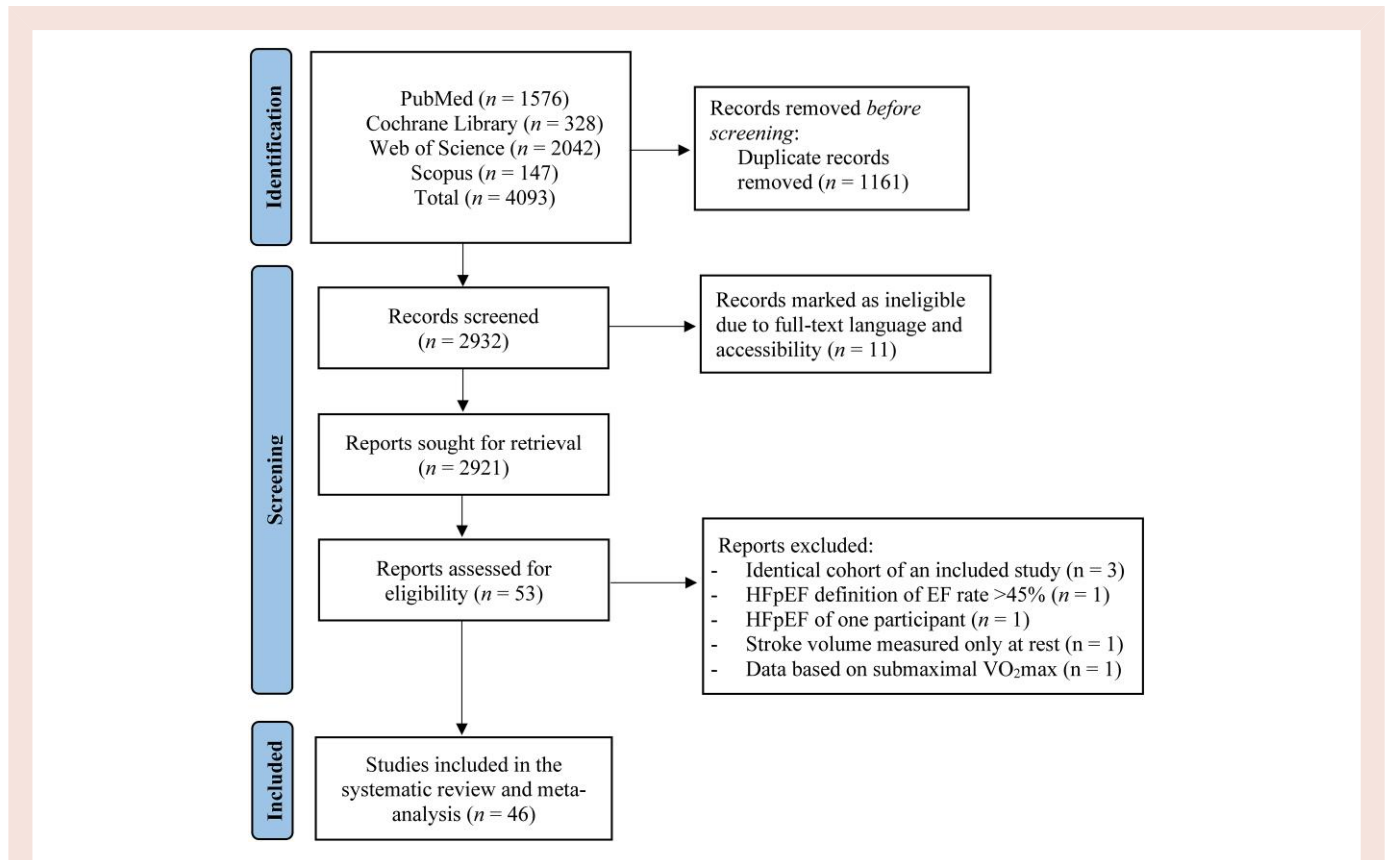 Identification
PubMed (n = 1576)
Cochrane Library (n = 328)
Web of Science (n = 2042)
Scopus (n = 147)
Total (n = 4093)
Records removed before
screening:
Duplicate records
removed (n = 1161)
Screening
Records screened
(n = 2932)
Records marked as ineligible
due to full-text language and
accessibility (n = 11)
Reports sought for retrieval
(n = 2921)
Reports assessed for
eligibility (n = 53)
Reports excluded:
- Identical cohort of an included study (n = 3)
- HFpEF definition of EF rate >45% (n = 1)
- HFpEF of one participant (n = 1)
- Stroke volume measured only at rest (n = 1)
- Data based on submaximal VO₂max (n = 1)
Included
Studies included in the
systematic review and meta-
analysis (n = 46)